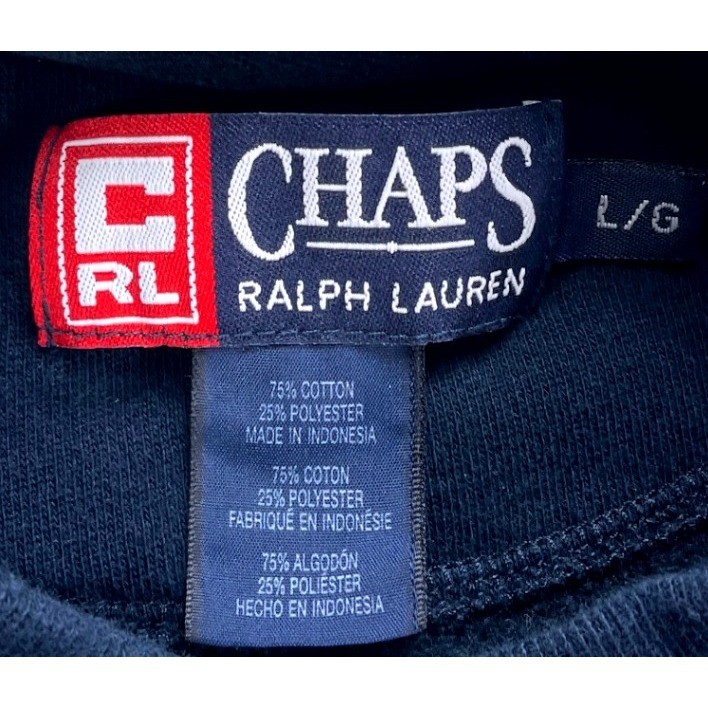 C
RL
CHAPS
RALPH LAUREN
L/G
75% COTTON
25% POLYESTER
MADE IN INDONESIA
75% COTON
25% POLYESTER
FABRIQUÉ EN INDONÉSIE
75% ALGODÓN
25% POLIÉSTER
HECHO EN INDONESIA